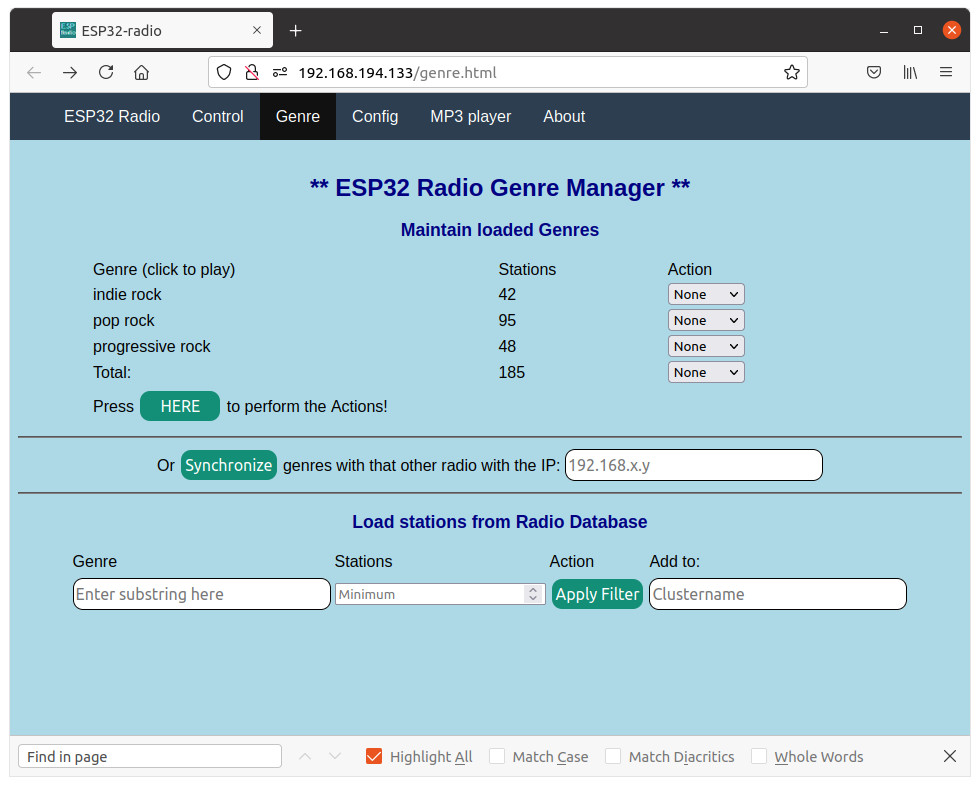 ESP32-radio
192.168.194.133/genre.html
ESP32 Radio Control Genre Config MP3 player About
** ESP32 Radio Genre Manager **
Maintain loaded Genres
Genre (click to play) Stations Action
indie rock 42 None
pop rock 95 None
progressive rock 48 None
Total: 185 None
Press HERE to perform the Actions!
Or Synchronize genres with that other radio with the IP: 192.168.x.y
Load stations from Radio Database
Genre Stations Action Add to:
Enter substring here Minimum Apply Filter Clustername
Find in page Highlight All Match Case Match Diacritics Whole Words